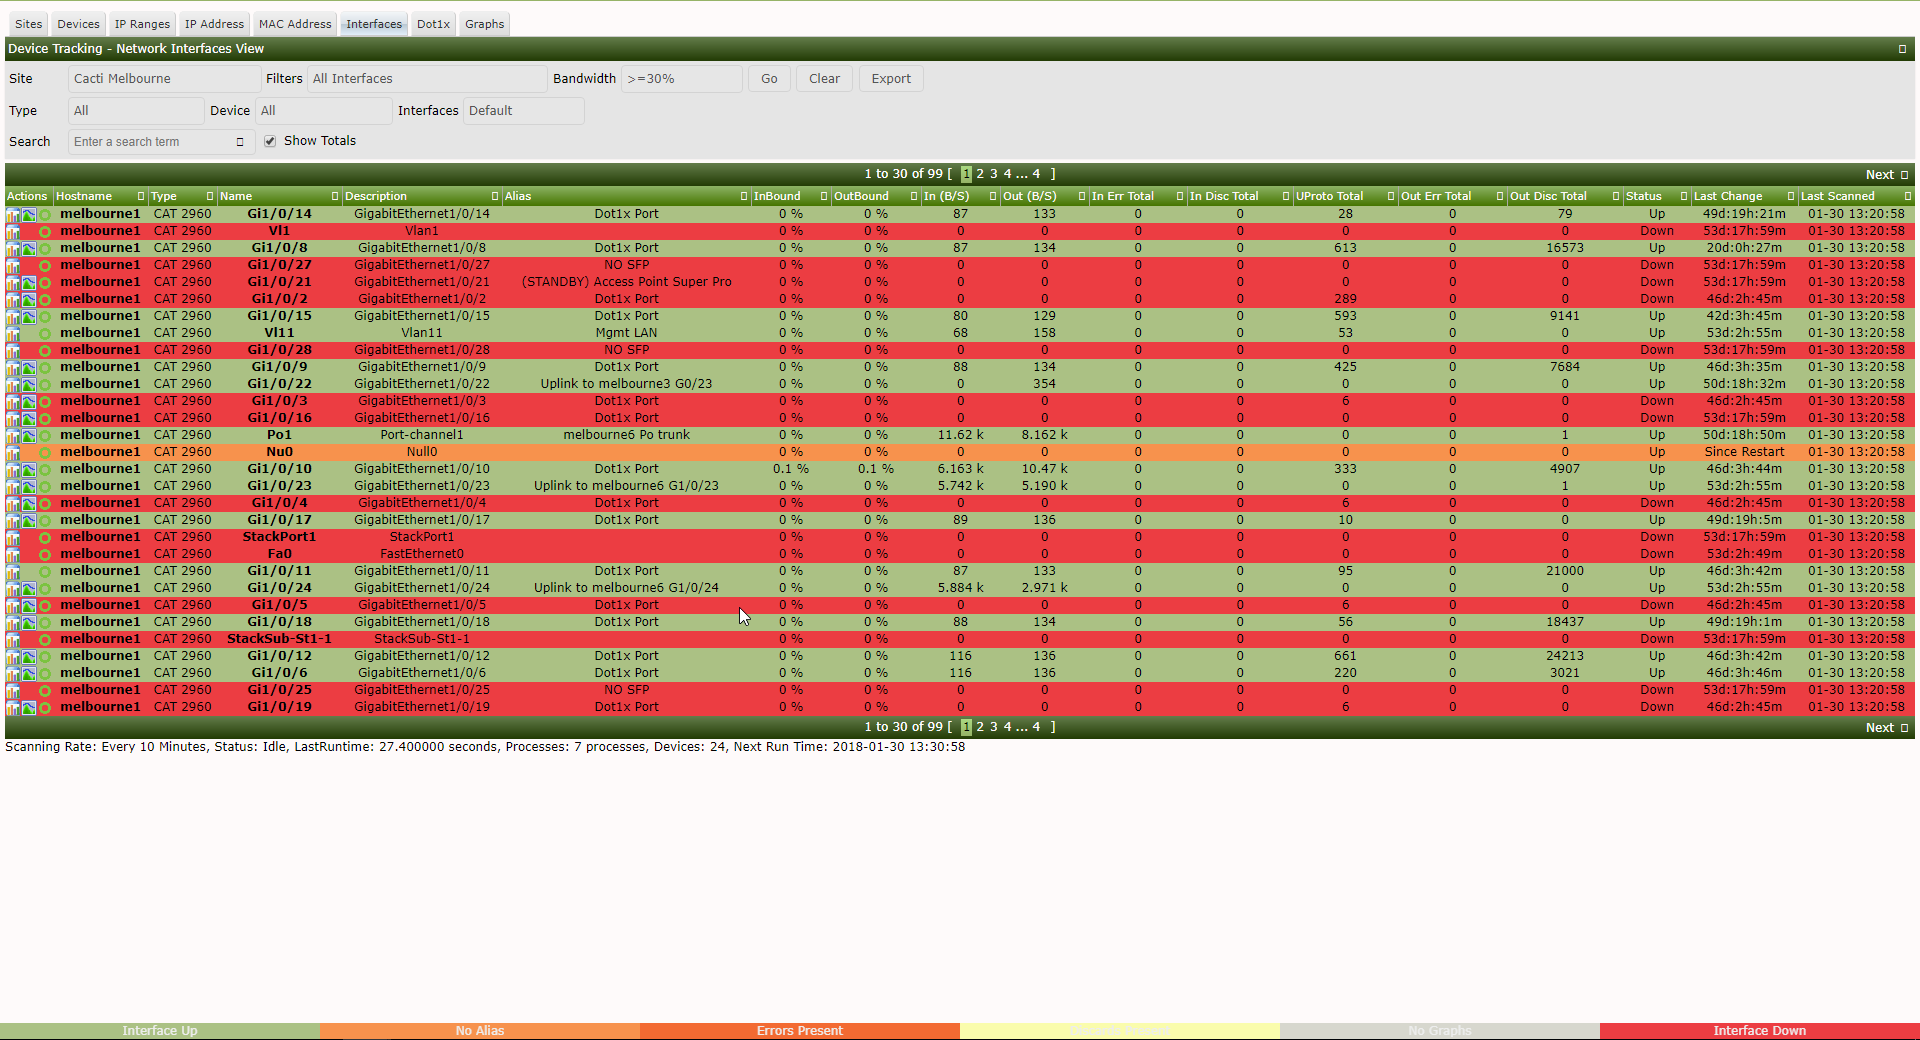 Sites Devices IP Ranges IP Address MAC Address Interfaces Dot1x Graphs
Device Tracking - Network Interfaces View
Site Cacti Melbourne Filters All Interfaces Bandwidth >=30% Go Clear Export
Type All Device All Interfaces Default
Search Enter a search term Show Totals
1 to 30 of 99 [ 1 2 3 4 ... 4 ] Next
Actions Hostname Type Name Description Alias InBound OutBound In (B/S) Out (B/S) In Err Total In Disc Total UProto Total Out Err Total Out Disc Total Status Last Change Last Scanned
melbourne1 CAT 2960 Gi1/0/14 GigabitEthernet1/0/14 Dot1x Port 0 % 0 % 87 133 0 0 28 0 79 Up 49d:19h:21m 01-30 13:20:58
melbourne1 CAT 2960 Vl1 Vlan1 0 % 0 % 0 0 0 0 0 0 0 Down 53d:17h:59m 01-30 13:20:58
melbourne1 CAT 2960 Gi1/0/8 GigabitEthernet1/0/8 Dot1x Port 0 % 0 % 87 134 0 0 613 0 16573 Up 20d:0h:27m 01-30 13:20:58
melbourne1 CAT 2960 Gi1/0/27 GigabitEthernet1/0/27 NO SFP 0 % 0 % 0 0 0 0 0 0 0 Down 53d:17h:59m 01-30 13:20:58
melbourne1 CAT 2960 Gi1/0/21 GigabitEthernet1/0/21 (STANDBY) Access Point Super Pro 0 % 0 % 0 0 0 0 0 0 0 Down 53d:17h:59m 01-30 13:20:58
melbourne1 CAT 2960 Gi1/0/2 GigabitEthernet1/0/2 Dot1x Port 0 % 0 % 0 0 0 0 289 0 0 Down 46d:2h:45m 01-30 13:20:58
melbourne1 CAT 2960 Gi1/0/15 GigabitEthernet1/0/15 Dot1x Port 0 % 0 % 80 129 0 0 593 0 9141 Up 42d:3h:45m 01-30 13:20:58
melbourne1 CAT 2960 Vl11 Vlan11 Mgmt LAN 0 % 0 % 68 158 0 0 53 0 0 Up 53d:2h:55m 01-30 13:20:58
melbourne1 CAT 2960 Gi1/0/28 GigabitEthernet1/0/28 NO SFP 0 % 0 % 0 0 0 0 0 0 0 Down 53d:17h:59m 01-30 13:20:58
melbourne1 CAT 2960 Gi1/0/9 GigabitEthernet1/0/9 Dot1x Port 0 % 0 % 88 134 0 0 425 0 7684 Up 46d:3h:35m 01-30 13:20:58
melbourne1 CAT 2960 Gi1/0/22 GigabitEthernet1/0/22 Uplink to melbourne3 G0/23 0 % 0 % 0 354 0 0 0 0 0 Up 50d:18h:32m 01-30 13:20:58
melbourne1 CAT 2960 Gi1/0/3 GigabitEthernet1/0/3 Dot1x Port 0 % 0 % 0 0 0 0 6 0 0 Down 46d:2h:45m 01-30 13:20:58
melbourne1 CAT 2960 Gi1/0/16 GigabitEthernet1/0/16 Dot1x Port 0 % 0 % 0 0 0 0 0 0 0 Down 53d:17h:59m 01-30 13:20:58
melbourne1 CAT 2960 Po1 Port-channel1 melbourne6 Po trunk 0 % 0 % 11.62 k 8.162 k 0 0 0 0 1 Up 50d:18h:50m 01-30 13:20:58
melbourne1 CAT 2960 Nu0 Null0 0 % 0 % 0 0 0 0 0 0 0 Up Since Restart 01-30 13:20:58
melbourne1 CAT 2960 Gi1/0/10 GigabitEthernet1/0/10 Dot1x Port 0.1 % 0.1 % 6.163 k 10.47 k 0 0 333 0 4907 Up 46d:3h:44m 01-30 13:20:58
melbourne1 CAT 2960 Gi1/0/23 GigabitEthernet1/0/23 Uplink to melbourne6 G1/0/23 0 % 0 % 5.742 k 5.190 k 0 0 0 0 1 Up 53d:2h:55m 01-30 13:20:58
melbourne1 CAT 2960 Gi1/0/4 GigabitEthernet1/0/4 Dot1x Port 0 % 0 % 0 0 0 0 6 0 0 Down 46d:2h:45m 01-30 13:20:58
melbourne1 CAT 2960 Gi1/0/17 GigabitEthernet1/0/17 Dot1x Port 0 % 0 % 89 136 0 0 10 0 0 Up 49d:19h:5m 01-30 13:20:58
melbourne1 CAT 2960 StackPort1 StackPort1 0 % 0 % 0 0 0 0 0 0 0 Down 53d:17h:59m 01-30 13:20:58
melbourne1 CAT 2960 Fa0 FastEthernet0 0 % 0 % 0 0 0 0 0 0 0 Down 53d:2h:49m 01-30 13:20:58
melbourne1 CAT 2960 Gi1/0/11 GigabitEthernet1/0/11 Dot1x Port 0 % 0 % 87 133 0 0 95 0 21000 Up 46d:3h:42m 01-30 13:20:58
melbourne1 CAT 2960 Gi1/0/24 GigabitEthernet1/0/24 Uplink to melbourne6 G1/0/24 0 % 0 % 5.884 k 2.971 k 0 0 0 0 0 Up 53d:2h:55m 01-30 13:20:58
melbourne1 CAT 2960 Gi1/0/5 GigabitEthernet1/0/5 Dot1x Port 0 % 0 % 0 0 0 0 6 0 0 Down 46d:2h:45m 01-30 13:20:58
melbourne1 CAT 2960 Gi1/0/18 GigabitEthernet1/0/18 Dot1x Port 0 % 0 % 88 134 0 0 56 0 18437 Up 49d:19h:1m 01-30 13:20:58
melbourne1 CAT 2960 StackSub-St1-1 StackSub-St1-1 0 % 0 % 0 0 0 0 0 0 0 Down 53d:17h:59m 01-30 13:20:58
melbourne1 CAT 2960 Gi1/0/12 GigabitEthernet1/0/12 Dot1x Port 0 % 0 % 116 136 0 0 661 0 24213 Up 46d:3h:42m 01-30 13:20:58
melbourne1 CAT 2960 Gi1/0/6 GigabitEthernet1/0/6 Dot1x Port 0 % 0 % 116 136 0 0 220 0 3021 Up 46d:3h:46m 01-30 13:20:58
melbourne1 CAT 2960 Gi1/0/25 GigabitEthernet1/0/25 NO SFP 0 % 0 % 0 0 0 0 0 0 0 Down 53d:17h:59m 01-30 13:20:58
melbourne1 CAT 2960 Gi1/0/19 GigabitEthernet1/0/19 Dot1x Port 0 % 0 % 0 0 0 0 6 0 0 Down 46d:2h:45m 01-30 13:20:58
1 to 30 of 99 [ 1 2 3 4 ... 4 ] Next
Scanning Rate: Every 10 Minutes, Status: Idle, LastRuntime: 27.400000 seconds, Processes: 7 processes, Devices: 24, Next Run Time: 2018-01-30 13:30:58
Interface Up No Alias Errors Present No Graphs Interface Down